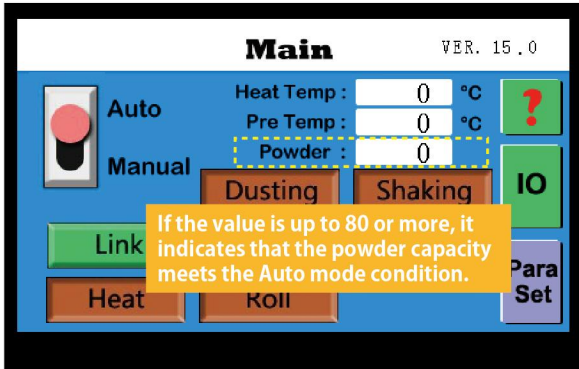 Main VER. 15.0
Heat Temp : 0 °C
?
Auto
Pre Temp : 0 °C
Powder : 0
Manual
Dusting Shaking IO
If the value is up to 80 or more, it
Link indicates that the powder capacity
meets the Auto mode condition.
Para
Set
Heat Roll